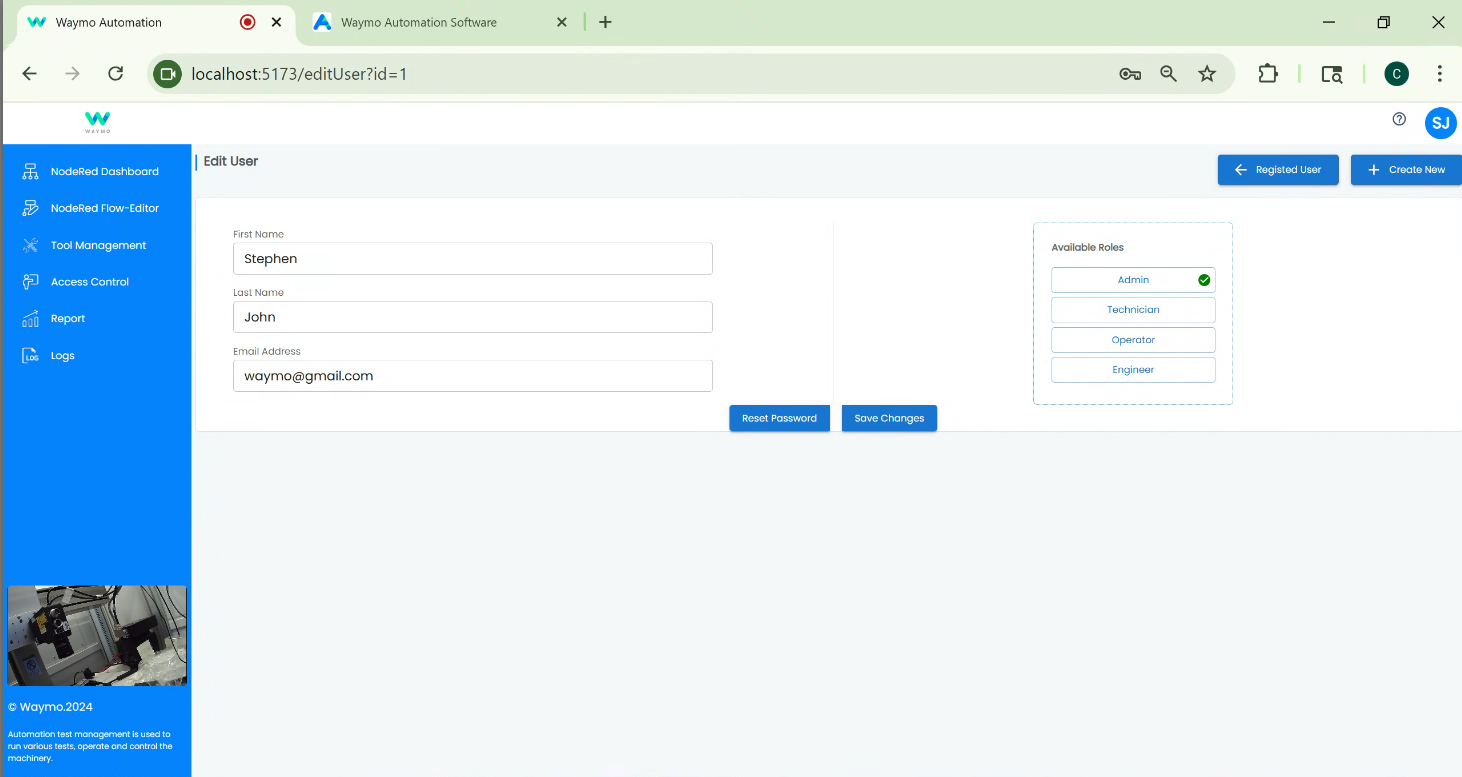 Waymo Automation
Waymo Automation Software
localhost:5173/editUser?id=1
C
WAYMO
SJ
NodeRed Dashboard
NodeRed Flow-Editor
Tool Management
Access Control
Report
LOG
Logs
© Waymo.2024
Automation test management is used to
run various tests, operate and control the
machinery.
Edit User
Registed User
Create New
First Name
Stephen
Last Name
John
Email Address
waymo@gmail.com
Reset Password
Save Changes
Available Roles
Admin
Technician
Operator
Engineer